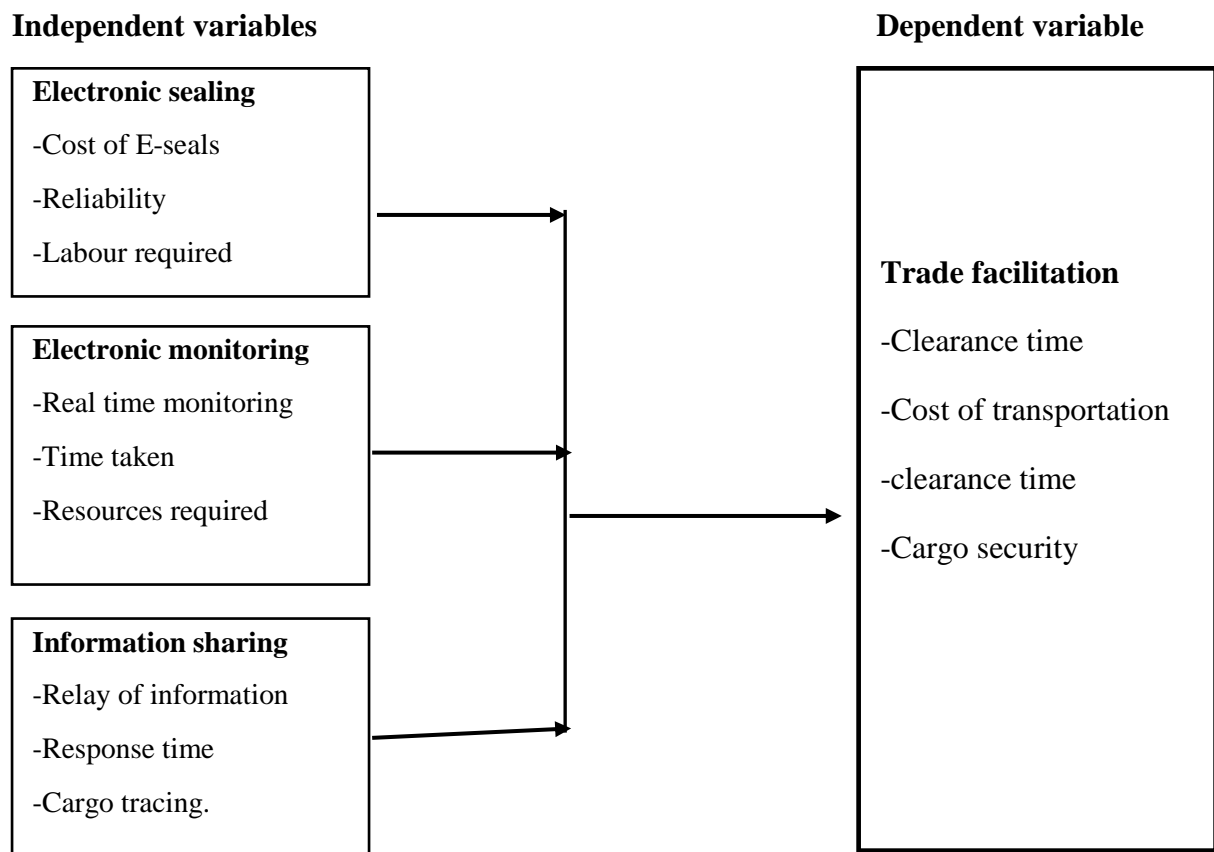 Independent variables
Dependent variable
Electronic sealing
-Cost of E-seals
-Reliability
-Labour required
Electronic monitoring
-Real time monitoring
-Time taken
-Resources required
Information sharing
-Relay of information
-Response time
-Cargo tracing.
Trade facilitation
-Clearance time
-Cost of transportation
-clearance time
-Cargo security